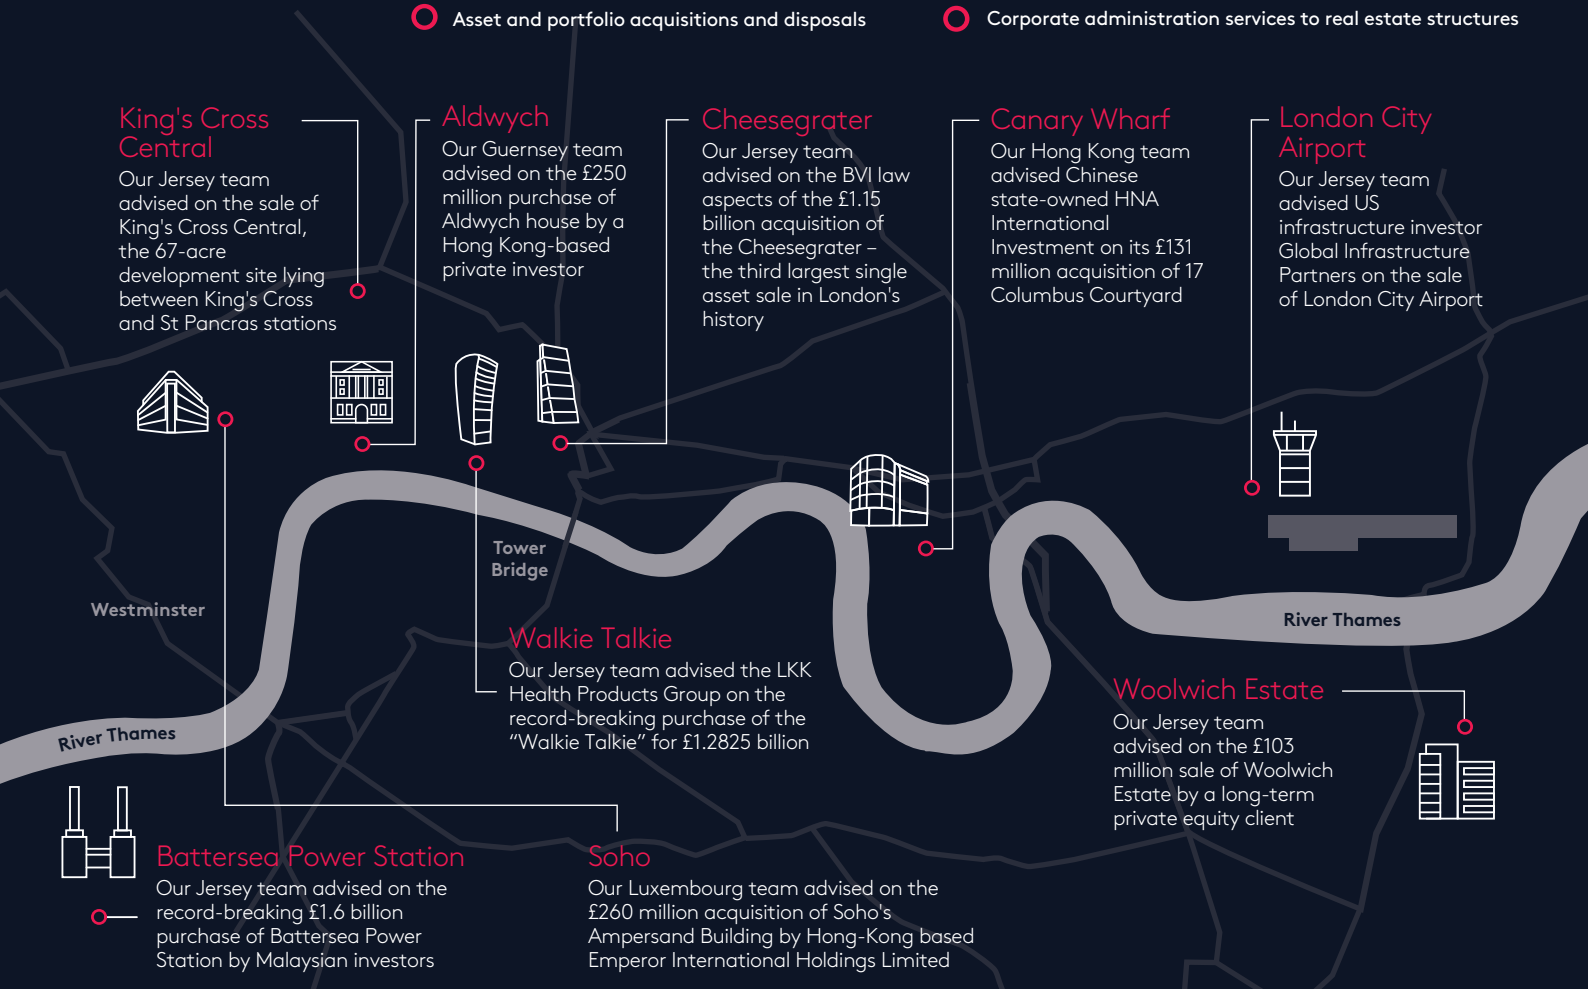 Asset and portfolio acquisitions and disposals
Corporate administration services to real estate structures
King's Cross
Central
Our Jersey team
advised on the sale of
King's Cross Central,
the 67-acre
development site lying
between King's Cross
and St Pancras stations
Aldwych
Our Guernsey team
advised on the £250
million purchase of
Aldwych house by a
Hong Kong-based
private investor
Cheesegrater
Our Jersey team
advised on the BVI law
aspects of the £1.15
billion acquisition of
the Cheesegrater –
the third largest single
asset sale in London's
history
Canary Wharf
Our Hong Kong team
advised Chinese
state-owned HNA
International
Investment on its £131
million acquisition of 17
Columbus Courtyard
London City
Airport
Our Jersey team
advised US
infrastructure investor
Global Infrastructure
Partners on the sale
of London City Airport
Tower
Bridge
Westminster
River Thames
Walkie Talkie
Our Jersey team advised the LKK
Health Products Group on the
record-breaking purchase of the
“Walkie Talkie” for £1.2825 billion
River Thames
Woolwich Estate
Our Jersey team
advised on the £103
million sale of Woolwich
Estate by a long-term
private equity client
Battersea Power Station
Our Jersey team advised on the
record-breaking £1.6 billion
purchase of Battersea Power
Station by Malaysian investors
Soho
Our Luxembourg team advised on the
£260 million acquisition of Soho's
Ampersand Building by Hong-Kong based
Emperor International Holdings Limited